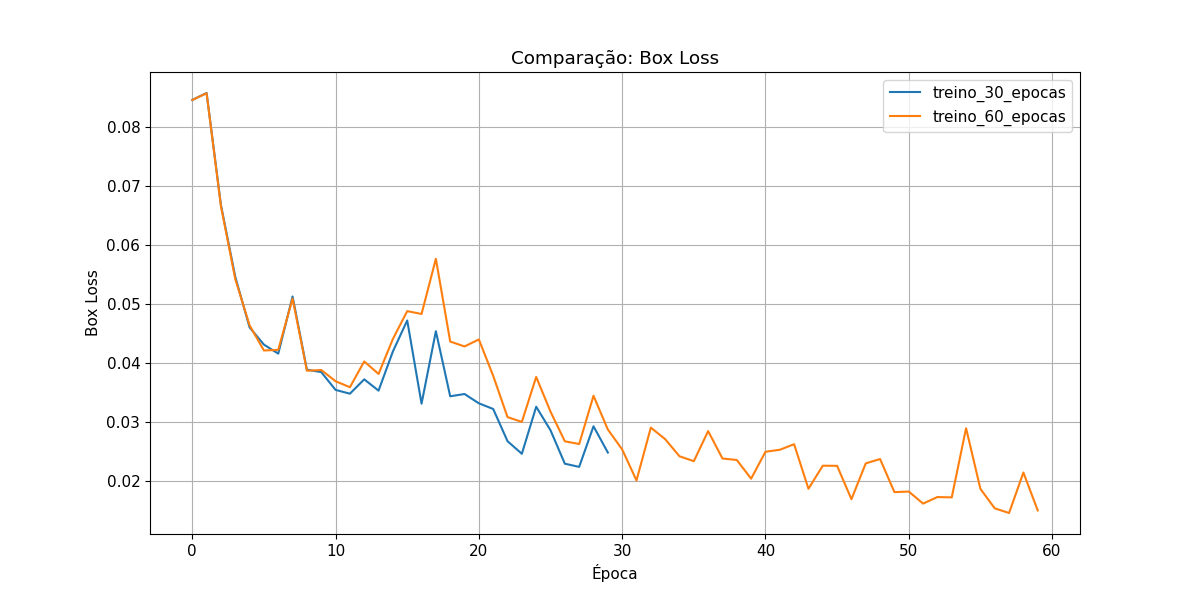 Comparação: Box Loss
treino_30_epocas
treino_60_epocas
0.08
0.07
0.06
0.05
0.04
0.03
0.02
Box Loss
0 10 20 30 40 50 60
Época